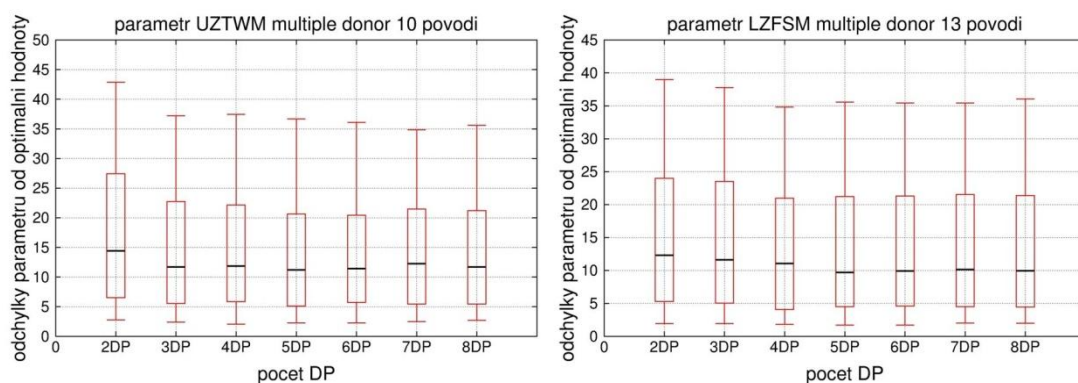 parametr UZTWM multiple donor 10 povodi
odchylky parametru od optimalni hodnoty
50
45
40
35
30
25
20
15
10
5
0
0 2DP 3DP 4DP 5DP 6DP 7DP 8DP
pocet DP
parametr LZFSM multiple donor 13 povodi
odchylky parametru od optimalni hodnoty
45
40
35
30
25
20
15
10
5
0
0 2DP 3DP 4DP 5DP 6DP 7DP 8DP
pocet DP